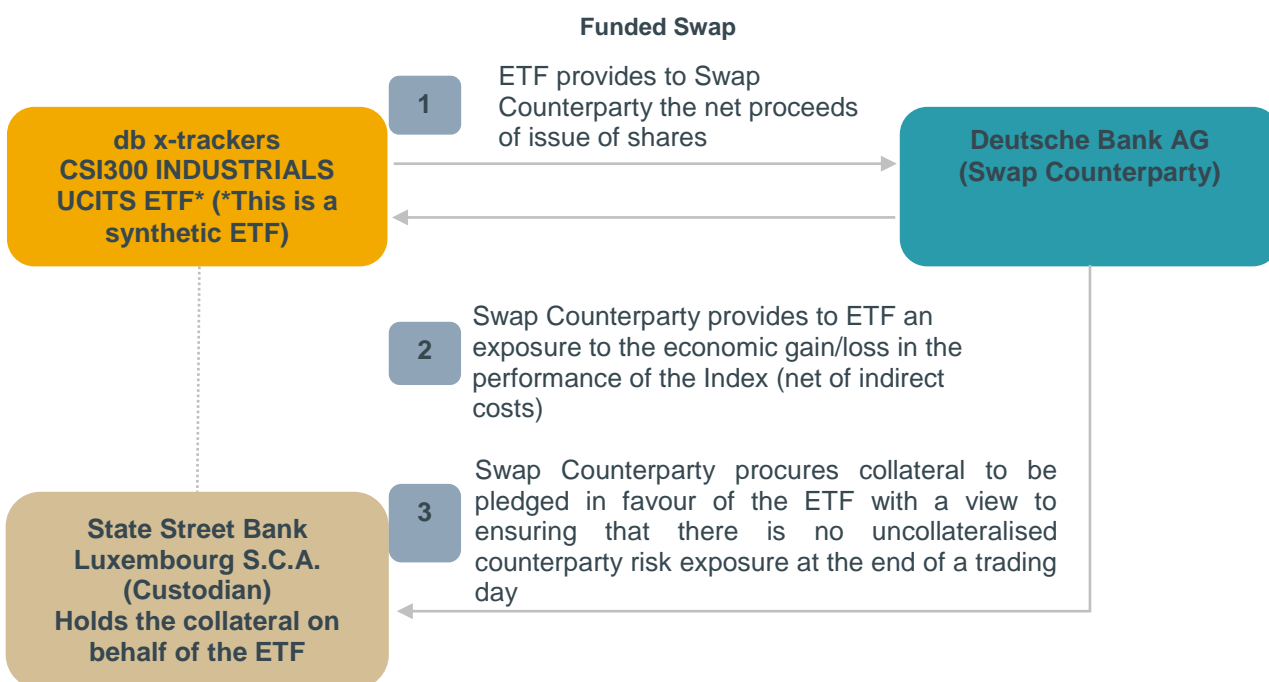 Funded Swap
1
ETF provides to Swap
Counterparty the net proceeds
of issue of shares
db x-trackers
CSI300 INDUSTRIALS
UCITS ETF* (*This is a
synthetic ETF)
Deutsche Bank AG
(Swap Counterparty)
2
Swap Counterparty provides to ETF an
exposure to the economic gain/loss in the
performance of the Index (net of indirect
costs)
3
Swap Counterparty procures collateral to be
pledged in favour of the ETF with a view to
ensuring that there is no uncollateralised
counterparty risk exposure at the end of a trading
day
State Street Bank
Luxembourg S.C.A.
(Custodian)
Holds the collateral on
behalf of the ETF